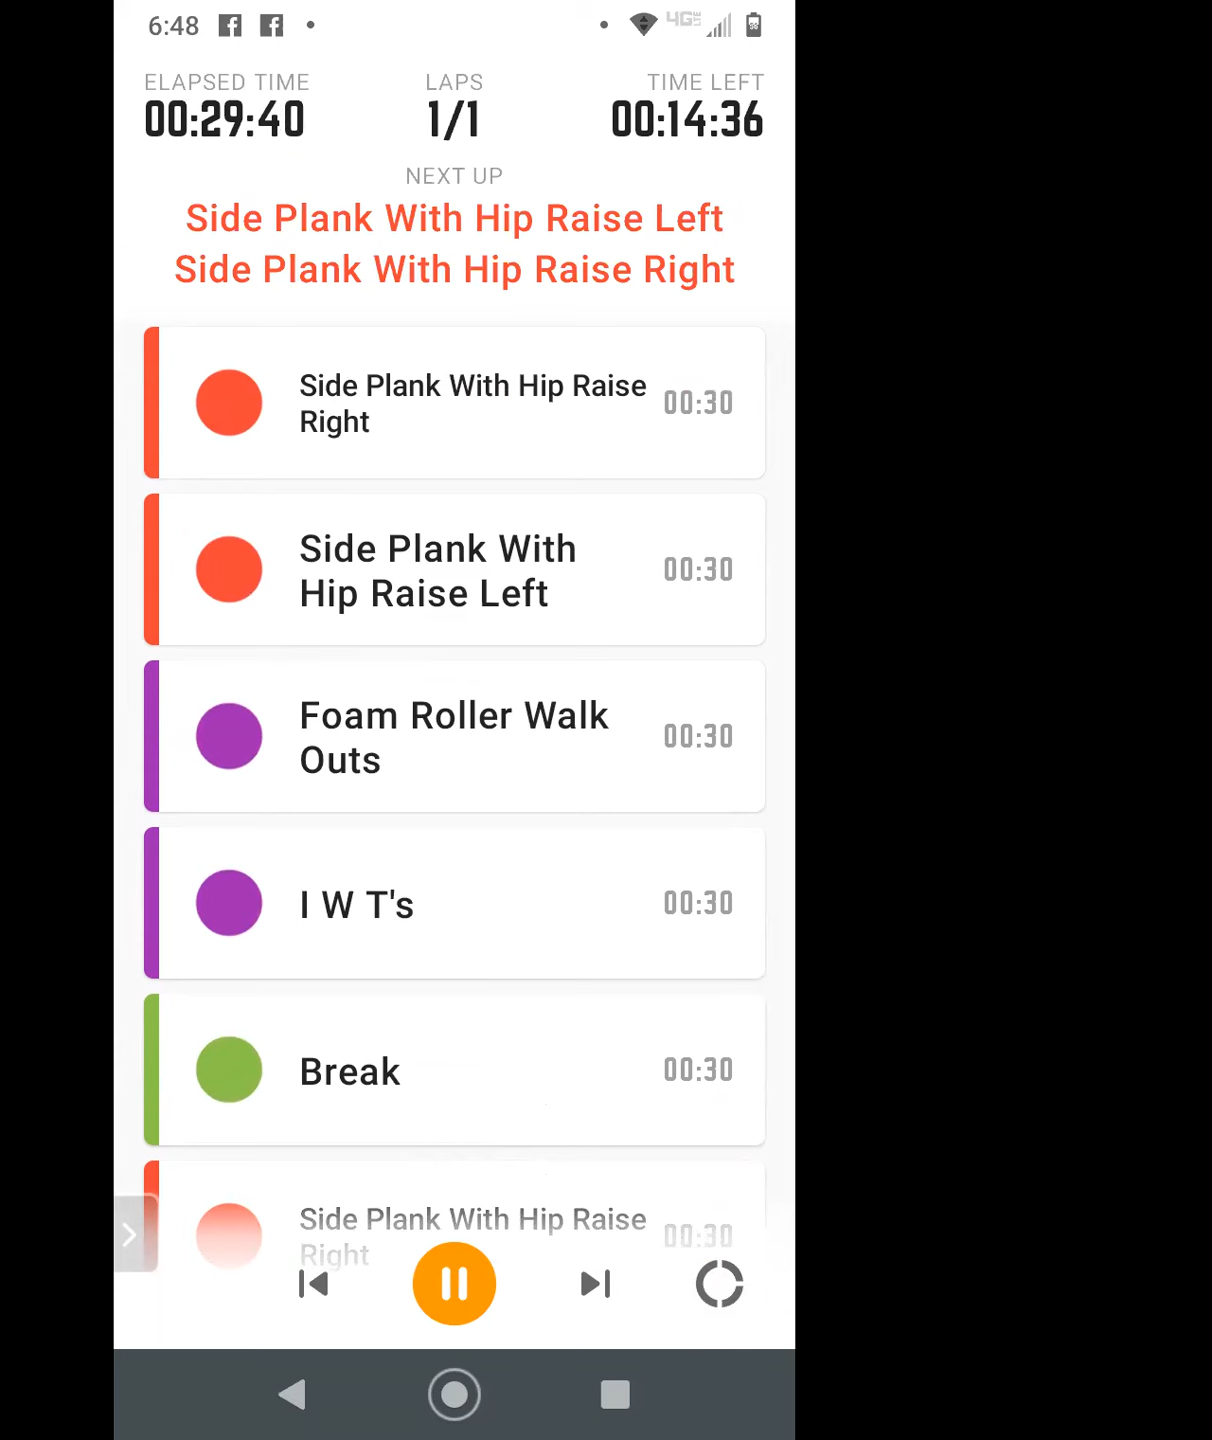 6:48
4G LTE
ELAPSED TIME
LAPS
TIME LEFT
00:29:40
1/1
00:14:36
NEXT UP
Side Plank With Hip Raise Left
Side Plank With Hip Raise Right
Side Plank With Hip Raise
Right
00:30
Side Plank With
Hip Raise Left
00:30
Foam Roller Walk
Outs
00:30
I W T's
00:30
Break
00:30
Side Plank With Hip Raise
Right
00:30